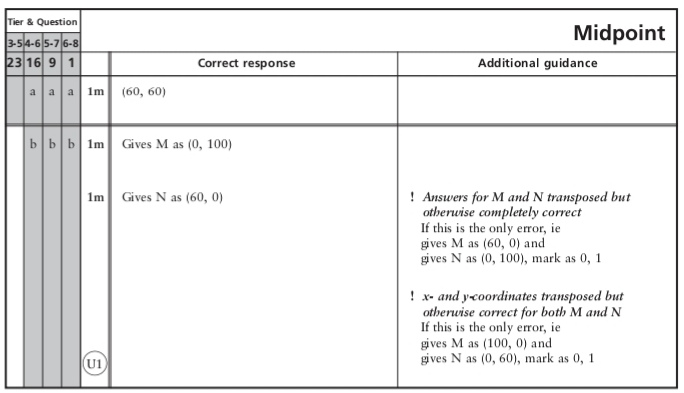 Tier & Question
Midpoint
3-5 4-6 5-7 6-8
23 16 9 1
Correct response
Additional guidance
a a a 1m (60, 60)
b b b 1m Gives M as (0, 100)
1m Gives N as (60, 0)
! Answers for M and N transposed but
otherwise completely correct
If this is the only error, ie
gives M as (60, 0) and
gives N as (0, 100), mark as 0, 1
! x- and y-coordinates transposed but
otherwise correct for both M and N
If this is the only error, ie
gives M as (100, 0) and
gives N as (0, 60), mark as 0, 1
U1